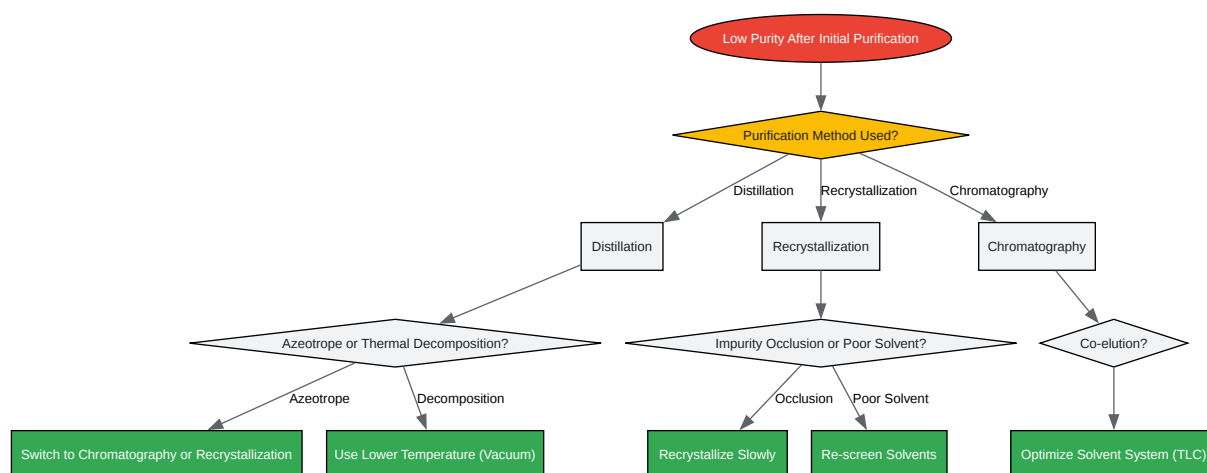 Low Purity After Initial Purification
Purification Method Used?
Distillation
Recrystallization
Chromatography
Distillation
Recrystallization
Chromatography
Azeotrope or Thermal Decomposition?
Impurity Occlusion or Poor Solvent?
Co-elution?
Azeotrope
Decomposition
Occlusion
Poor Solvent
Switch to Chromatography or Recrystallization
Use Lower Temperature (Vacuum)
Recrystallize Slowly
Re-screen Solvents
Optimize Solvent System (TLC)